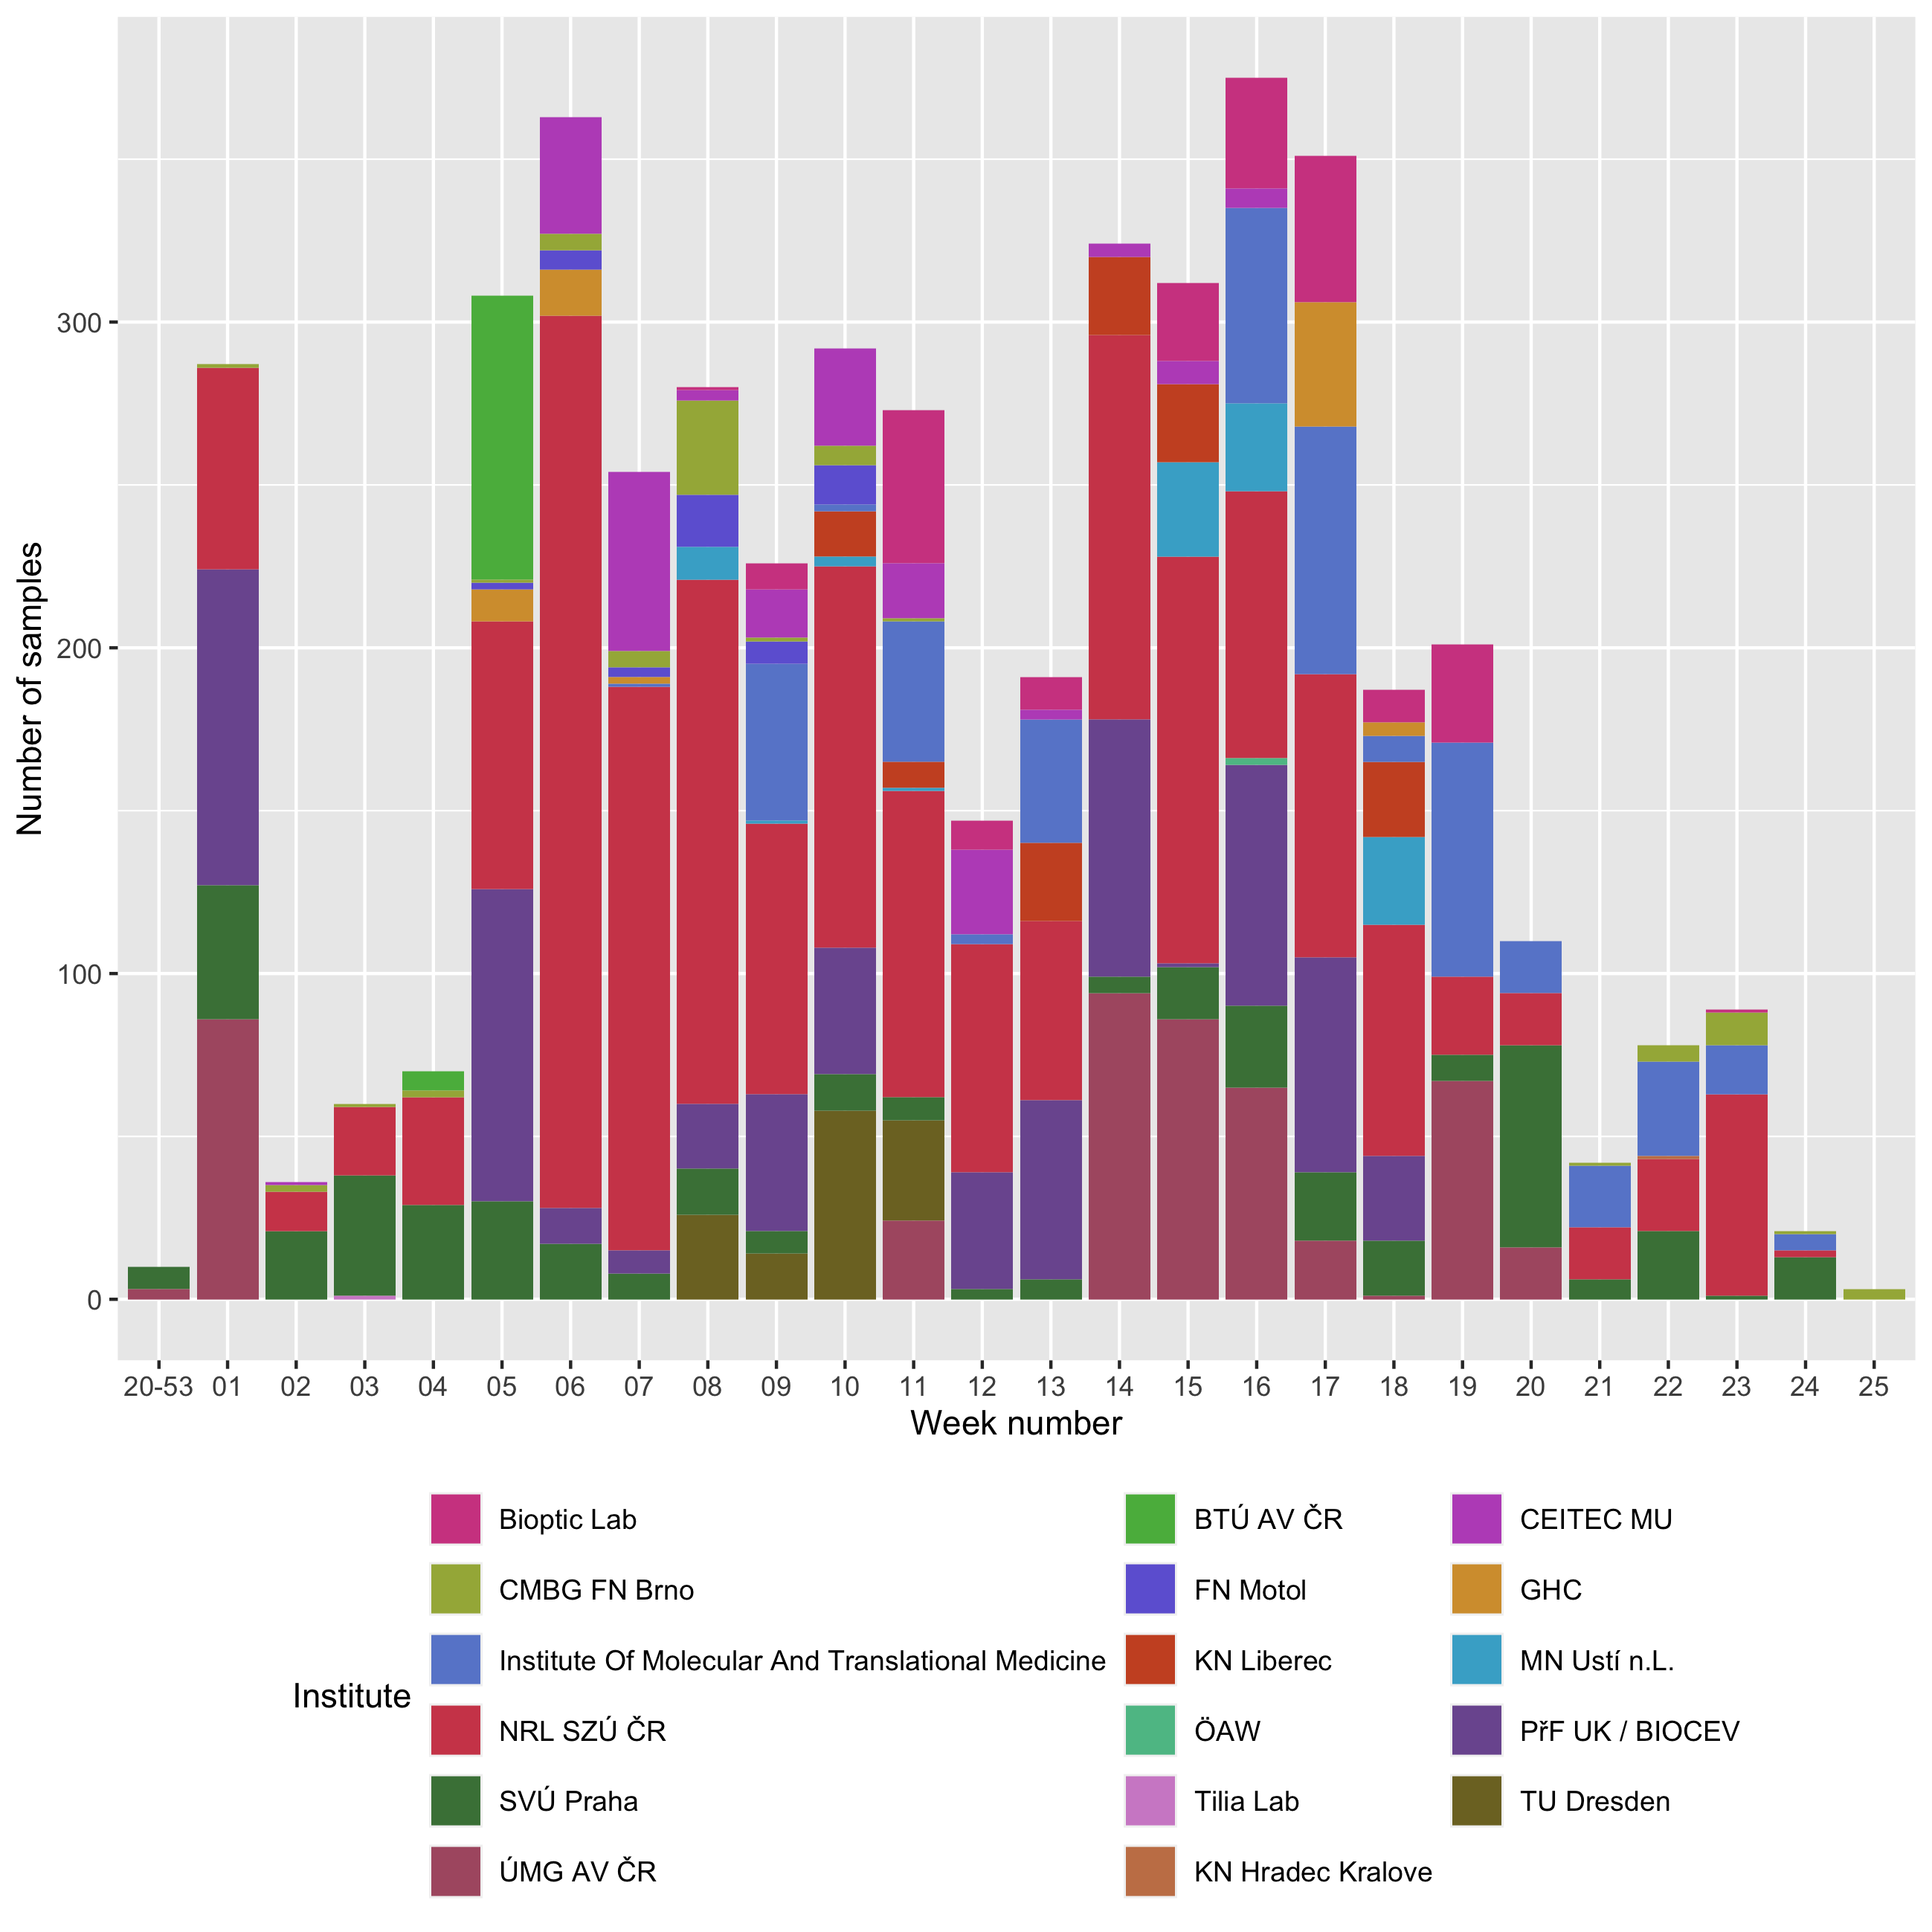 300
200
100
0
Number of samples
20-53 01 02 03 04 05 06 07 08 09 10 11 12 13 14 15 16 17 18 19 20 21 22 23 24 25
Week number
Institute
Bioptic Lab
BTÚ AV ČR
CEITEC MU
CMBG FN Brno
FN Motol
GHC
Institute Of Molecular And Translational Medicine
KN Liberec
MN Ustí n.L.
NRL SZÚ ČR
ÖAW
PřF UK / BIOCEV
SVÚ Praha
Tilia Lab
TU Dresden
ÚMG AV ČR
KN Hradec Kralove